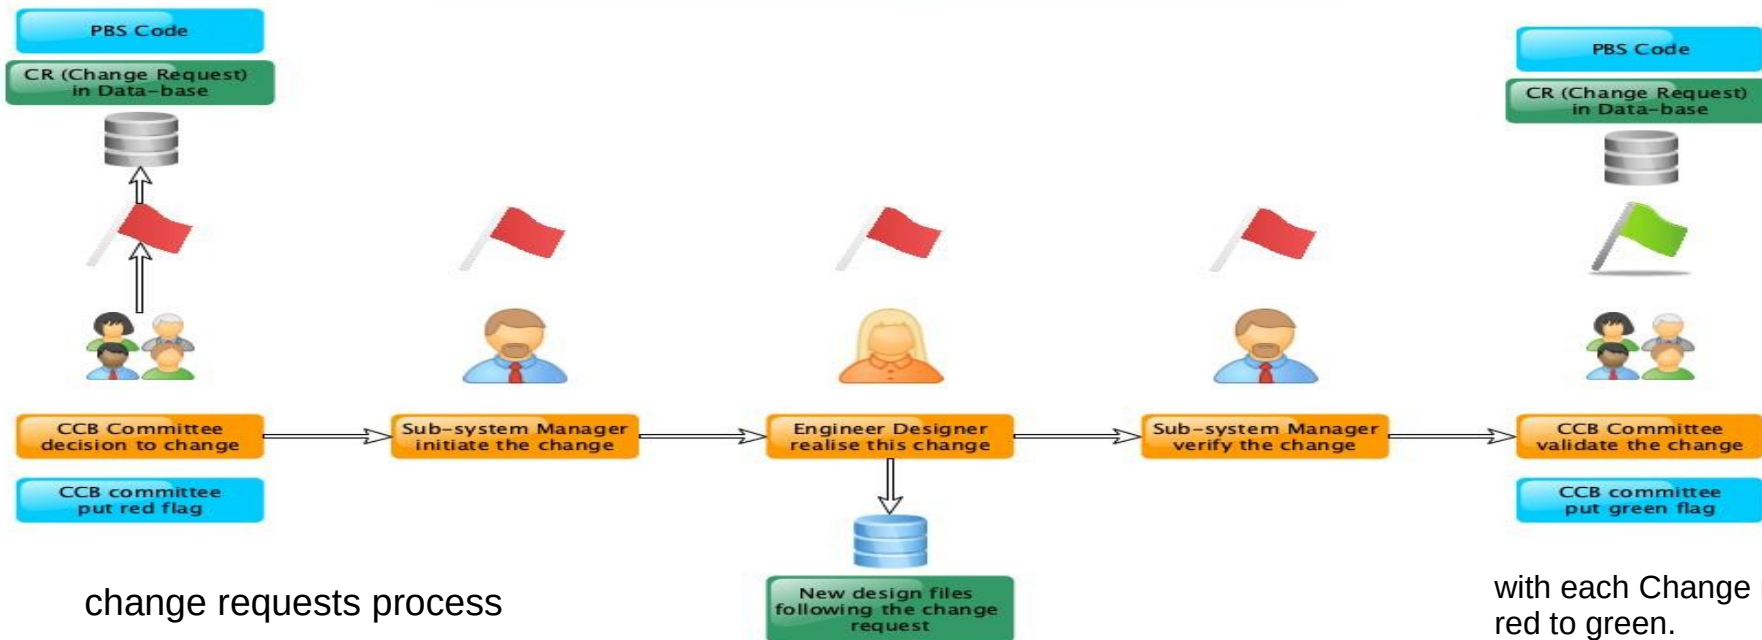 PBS Code
CR (Change Request)
in Data-base
PBS Code
CR (Change Request)
in Data-base
CCB Committee
decision to change
Sub-system Manager
initiate the change
Engineer Designer
realise this change
Sub-system Manager
verify the change
CCB Committee
validate the change
CCB committee
put red flag
CCB committee
put green flag
New design files
following the change
request
change requests process
with each Change
red to green.